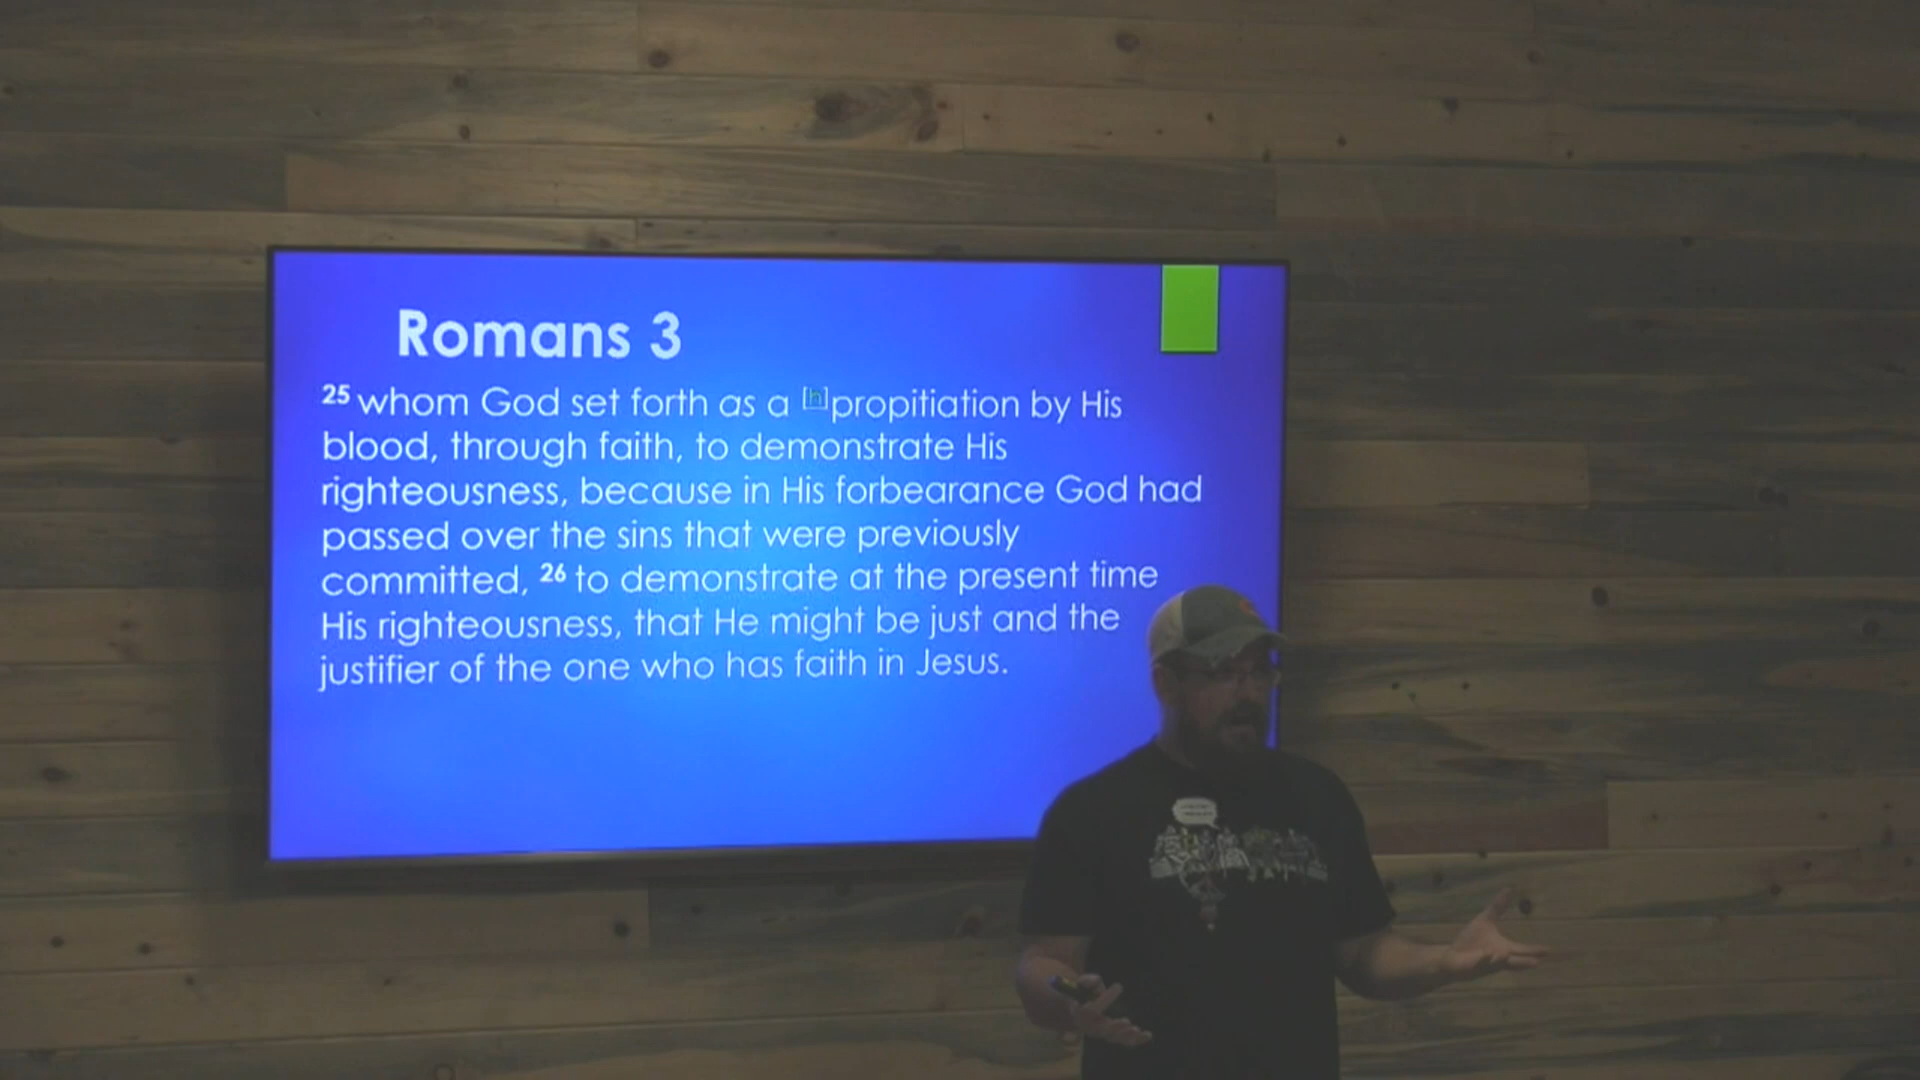 Romans 3
25 whom God set forth as a [h]propitiation by His
blood, through faith, to demonstrate His
righteousness, because in His forbearance God had
passed over the sins that were previously
committed, 26 to demonstrate at the present time
His righteousness, that He might be just and the
justifier of the one who has faith in Jesus.